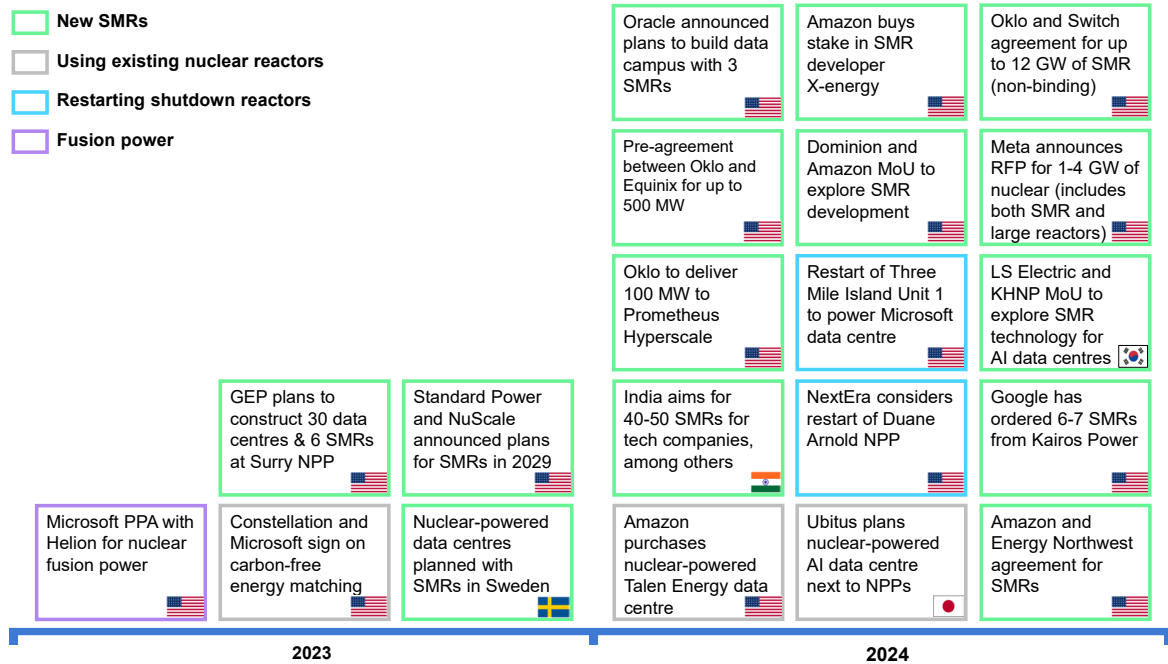 New SMRs
Using existing nuclear reactors
Restarting shutdown reactors
Fusion power
Oracle announced
plans to build data
campus with 3
SMRs
Amazon buys
stake in SMR
developer
X-energy
Oklo and Switch
agreement for up
to 12 GW of SMR
(non-binding)
Pre-agreement
between Oklo and
Equinix for up to
500 MW
Dominion and
Amazon MoU to
explore SMR
development
Meta announces
RFP for 1-4 GW of
nuclear (includes
both SMR and
large reactors)
Oklo to deliver
100 MW to
Prometheus
Hyperscale
Restart of Three
Mile Island Unit 1
to power Microsoft
data centre
LS Electric and
KHNP MoU to
explore SMR
technology for
AI data centres
GEP plans to
construct 30 data
centres & 6 SMRs
at Surry NPP
Standard Power
and NuScale
announced plans
for SMRs in 2029
India aims for
40-50 SMRs for
tech companies,
among others
NextEra considers
restart of Duane
Arnold NPP
Google has
ordered 6-7 SMRs
from Kairos Power
Microsoft PPA with
Helion for nuclear
fusion power
Constellation and
Microsoft sign on
carbon-free
energy matching
Nuclear-powered
data centres
planned with
SMRs in Sweden
Amazon
purchases
nuclear-powered
Talen Energy data
centre
Ubitus plans
nuclear-powered
AI data centre
next to NPPs
Amazon and
Energy Northwest
agreement for
SMRs
2023
2024